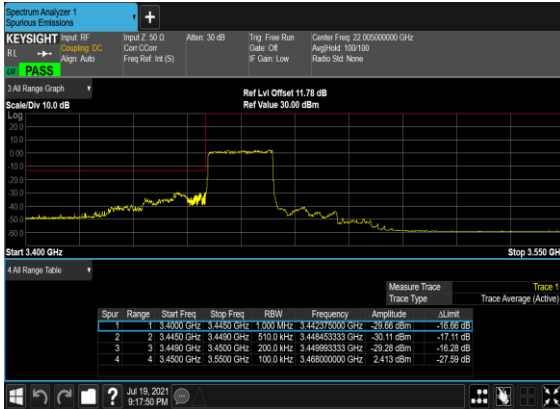 Spectrum Analyzer 1
Spurious Emissions
+
KEYSIGHT Input: RF Input Z: 50 Ω Atten: 30 dB Trig: Free Run Center Freq: 22.005000000 GHz
RL Coupling: DC Corr CCorr Gate: Off Avg|Hold: 100/100
Align: Auto Freq Ref: Int (S) IF Gain: Low Radio Std: None
PASS
3 All Range Graph
Ref Lvl Offset 11.78 dB
Scale/Div 10.0 dB Ref Value 30.00 dBm
Log
20.0
10.0
0.00
-10.0
-20.0
-30.0
-40.0
-50.0
-60.0
Start 3.400 GHz Stop 3.550 GH
4 All Range Table
Measure Trace Trace 1
Trace Type Trace Average (Active)
Spur Range Start Freq Stop Freq RBW Frequency Amplitude ΔLimit
1 1 3.4000 GHz 3.4450 GHz 1.000 MHz 3.442375000 GHz -29.66 dBm -16.66 dB
2 2 3.4450 GHz 3.4490 GHz 510.0 kHz 3.448453333 GHz -30.11 dBm -17.11 dB
3 3 3.4490 GHz 3.4500 GHz 200.0 kHz 3.449993333 GHz -29.28 dBm -16.28 dB
4 4 3.4500 GHz 3.5500 GHz 100.0 kHz 3.468000000 GHz 2.413 dBm -27.59 dB
?
Jul 19, 2021
9:17:50 PM